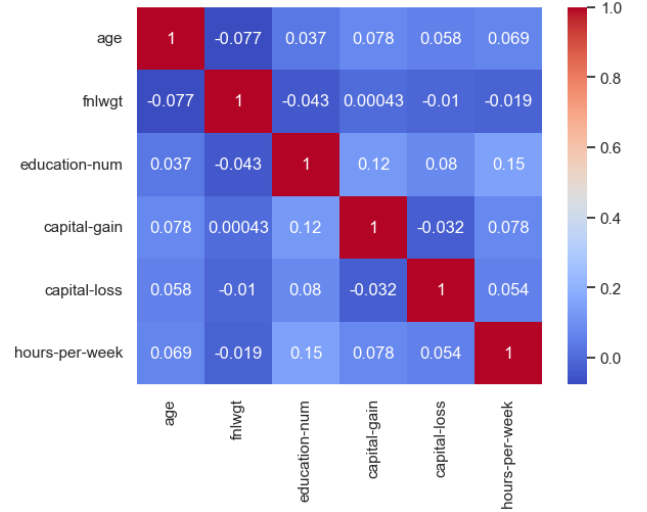 age 1 -0.077 0.037 0.078 0.058 0.069
fnlwgt -0.077 1 -0.043 0.00043 -0.01 -0.019
education-num 0.037 -0.043 1 0.12 0.08 0.15
capital-gain 0.078 0.00043 0.12 1 -0.032 0.078
capital-loss 0.058 -0.01 0.08 -0.032 1 0.054
hours-per-week 0.069 -0.019 0.15 0.078 0.054 1
age
fnlwgt
education-num
capital-gain
capital-loss
hours-per-week
1.0
0.8
0.6
0.4
0.2
0.0